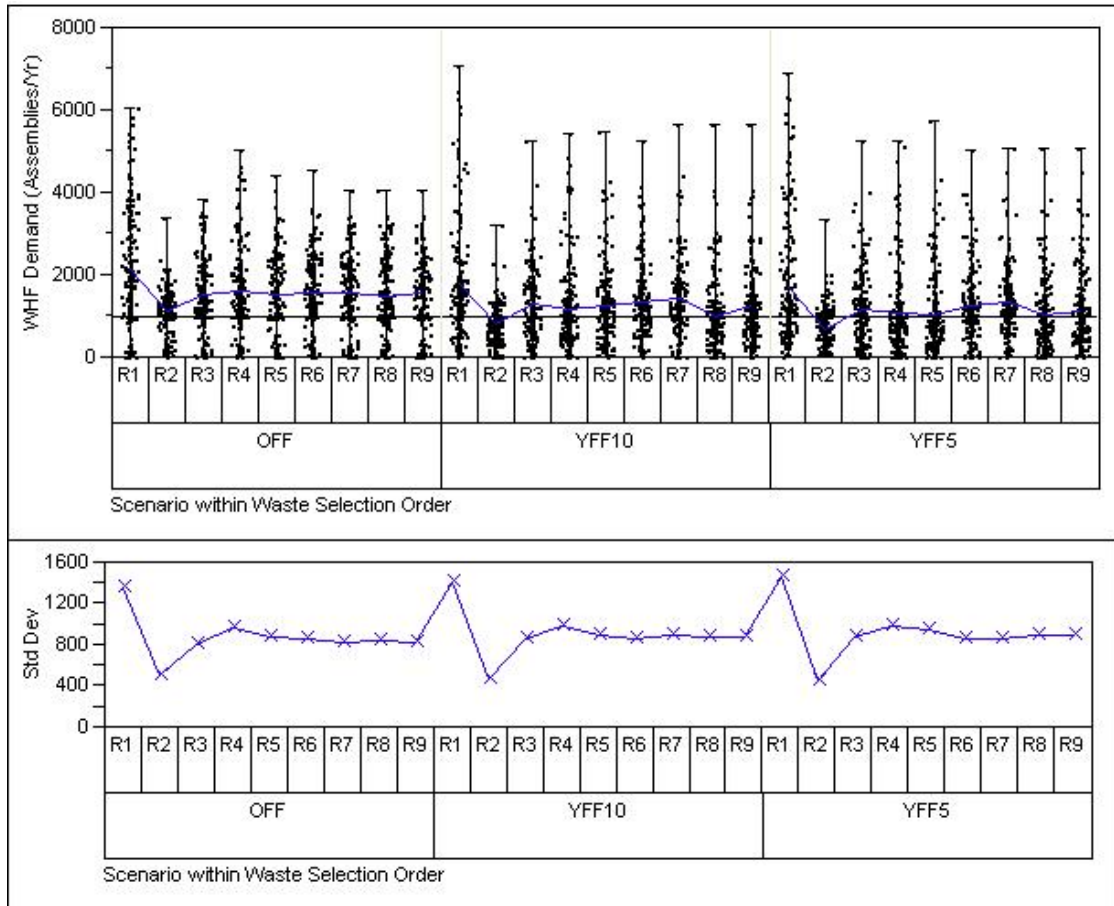 8000
6000
4000
2000
0
WHF Demand (Assemblies/Yr)
R1 R2 R3 R4 R5 R6 R7 R8 R9 R1 R2 R3 R4 R5 R6 R7 R8 R9 R1 R2 R3 R4 R5 R6 R7 R8 R9
OFF YFF10 YFF5
Scenario within Waste Selection Order
1600
1200
800
400
0
Std Dev
R1 R2 R3 R4 R5 R6 R7 R8 R9 R1 R2 R3 R4 R5 R6 R7 R8 R9 R1 R2 R3 R4 R5 R6 R7 R8 R9
OFF YFF10 YFF5
Scenario within Waste Selection Order